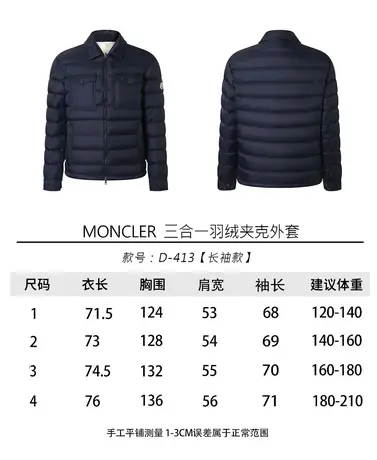 MONCLER 三合一羽绒夹克外套
款号：D-413【长袖款】
尺码 衣长 胸围 肩宽 袖长 建议体重
1 71.5 124 53 68 120-140
2 73 128 54 69 140-160
3 74.5 132 55 70 160-180
4 76 136 56 71 180-210
手工平铺测量 1-3CM误差属于正常范围